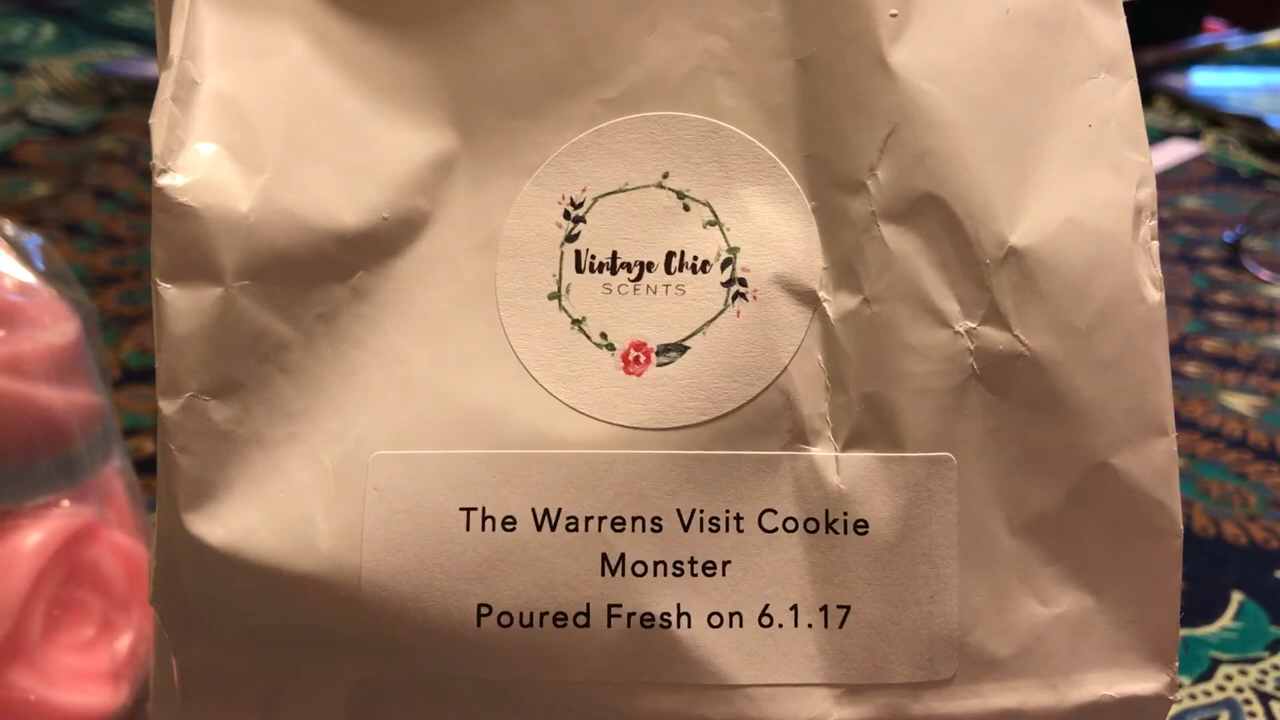 Vintage Chic
SCENTS
The Warrens Visit Cookie
Monster
Poured Fresh on 6.1.17